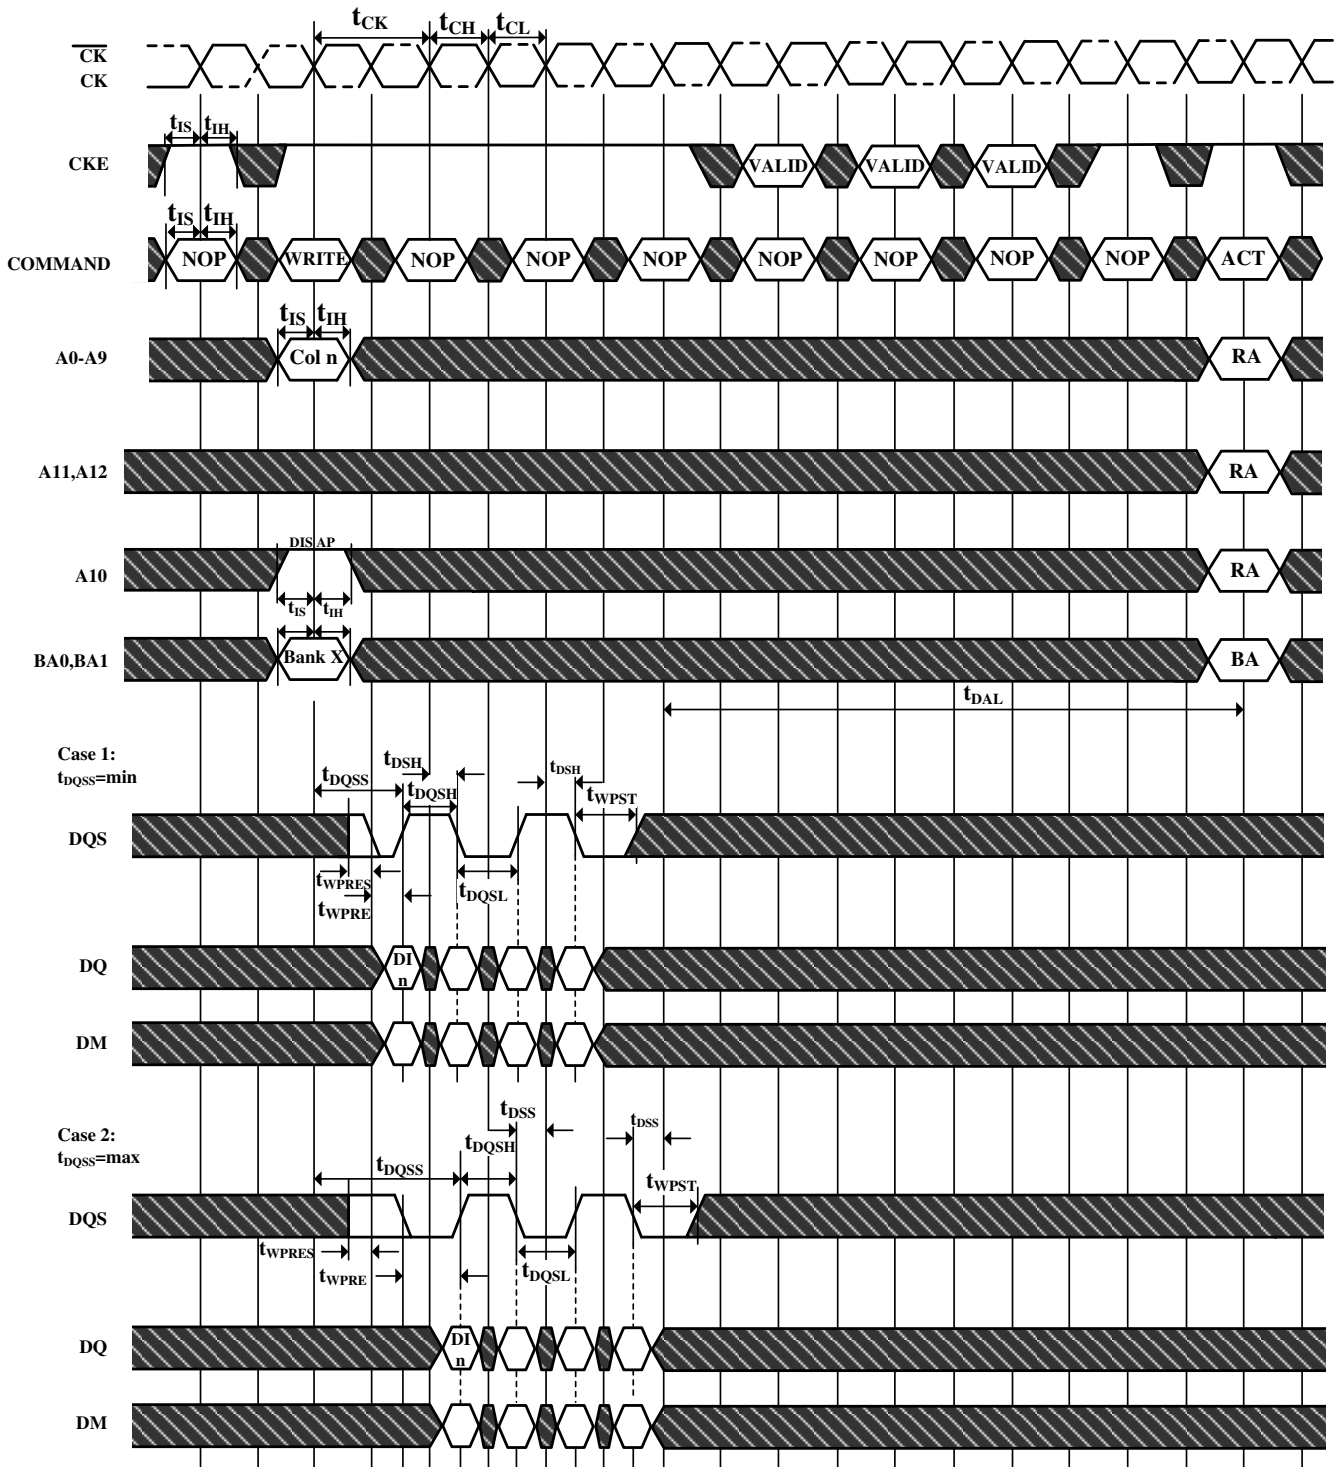 tCK tCH tCL
CK
CK
tIS tIH
CKE VALID VALID VALID
tIS tIH
COMMAND NOP WRITE NOP NOP NOP NOP NOP NOP NOP ACT
tIS tIH
A0-A9 Col n RA
A11,A12 RA
DIS AP
A10 RA
tIS tIH
BA0,BA1 Bank X BA
tDAL
Case 1:
tDQSS=min
tDSH tDSH
tDQSS tDQSH tWPST
DQS
tWPRES tDQSL
tWPRE
DQ DI
n
DM
tDSS tDSS
Case 2:
tDQSS=max
tDQSH
tDQSS tWPST
DQS
tWPRES
tWPRE tDQSL
DQ DI
n
DM